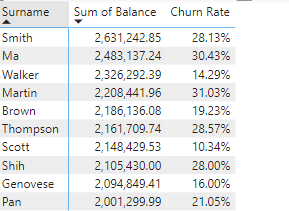 Surname Sum of Balance Churn Rate
Smith 2,631,242.85 28.13%
Ma 2,483,137.24 30.43%
Walker 2,326,292.39 14.29%
Martin 2,208,441.96 31.03%
Brown 2,186,136.08 19.23%
Thompson 2,161,709.74 28.57%
Scott 2,148,429.53 10.34%
Shih 2,105,430.00 28.00%
Genovese 2,094,849.41 16.00%
Pan 2,001,299.99 21.05%